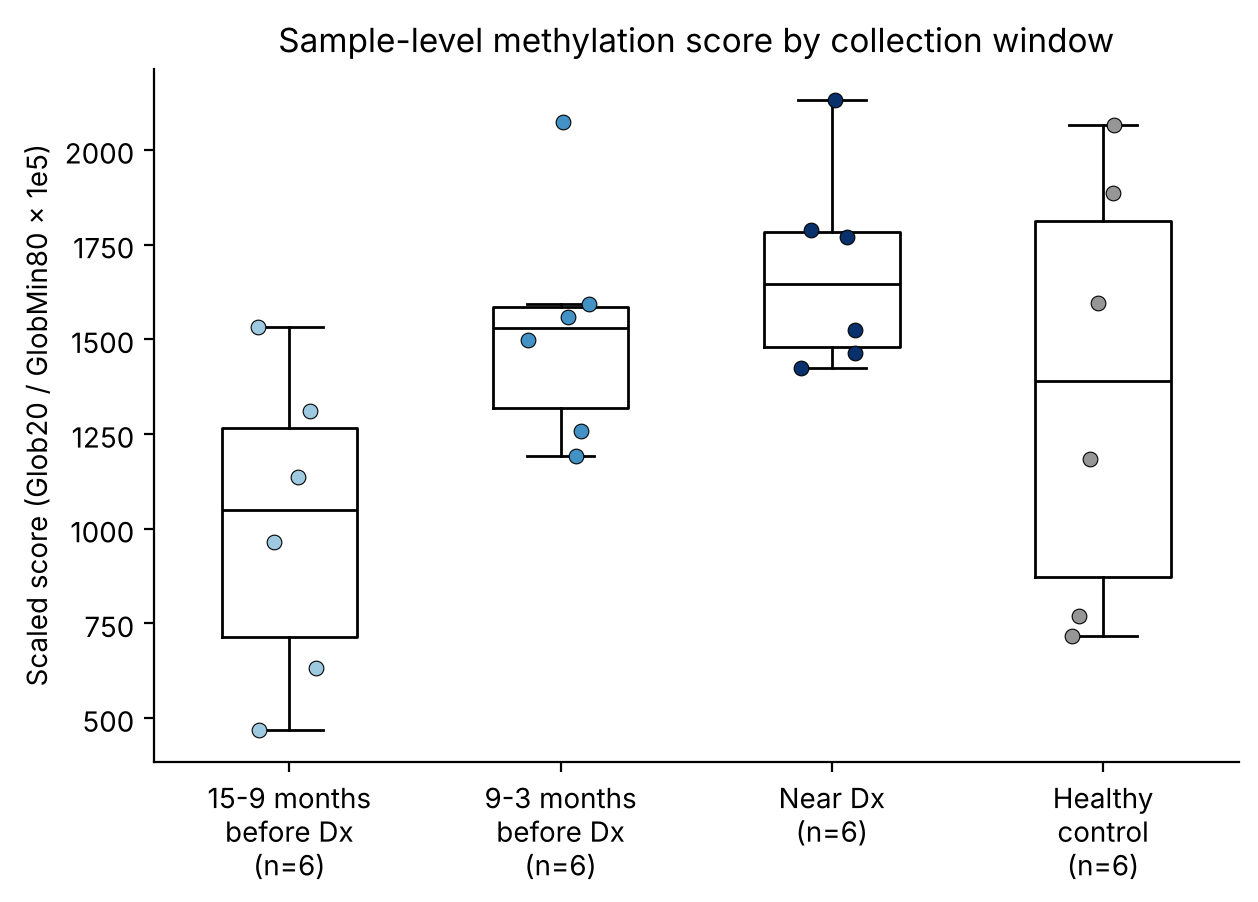 Sample-level methylation score by collection window
Scaled score (Glob20 / GlobMin80 × 1e5)
2000
1750
1500
1250
1000
750
500
15-9 months
before Dx
(n=6)
9-3 months
before Dx
(n=6)
Near Dx
(n=6)
Healthy
control
(n=6)